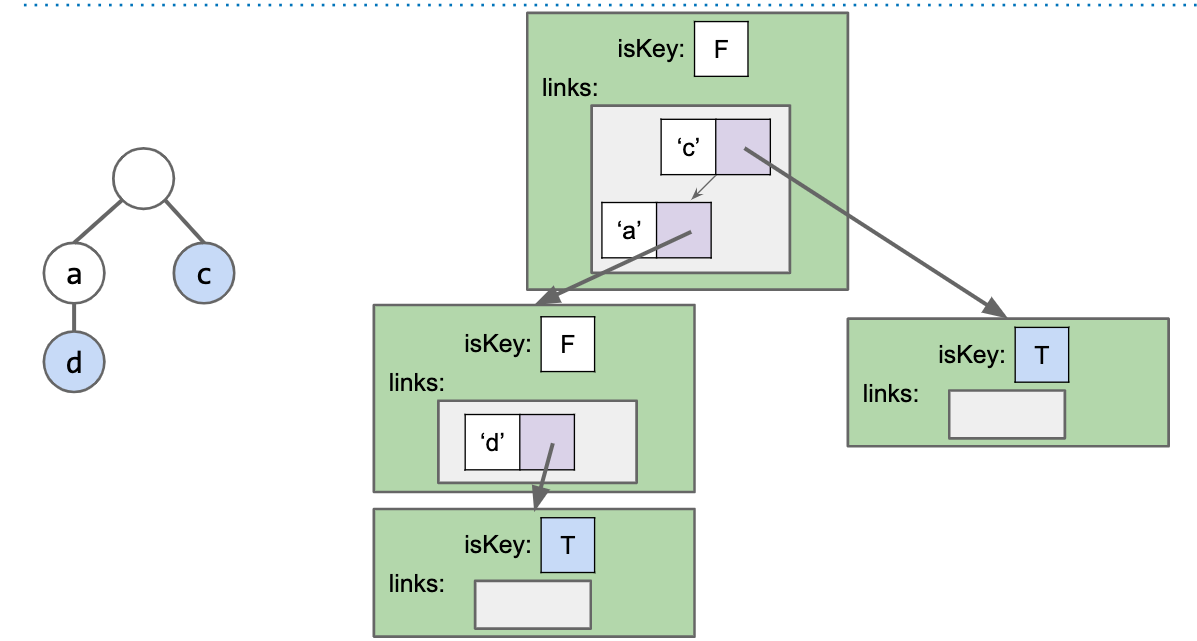 isKey: F
links:
‘c’
‘a’
a
c
d
isKey: F
links:
‘d’
isKey: T
links:
isKey: T
links: